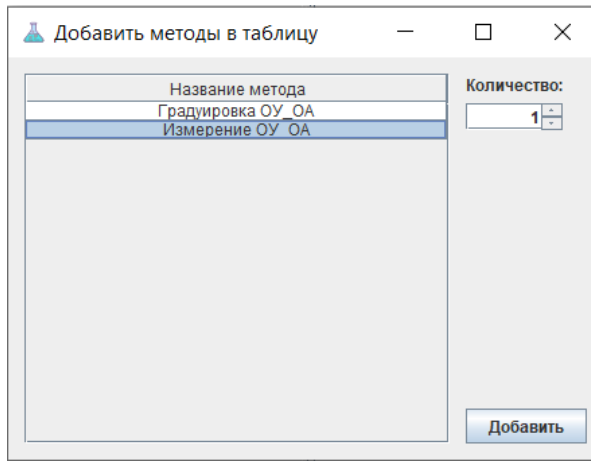 Добавить методы в таблицу
Название метода
Количество:
Градуировка ОУ_ОА
1
Измерение ОУ_ОА
Добавить